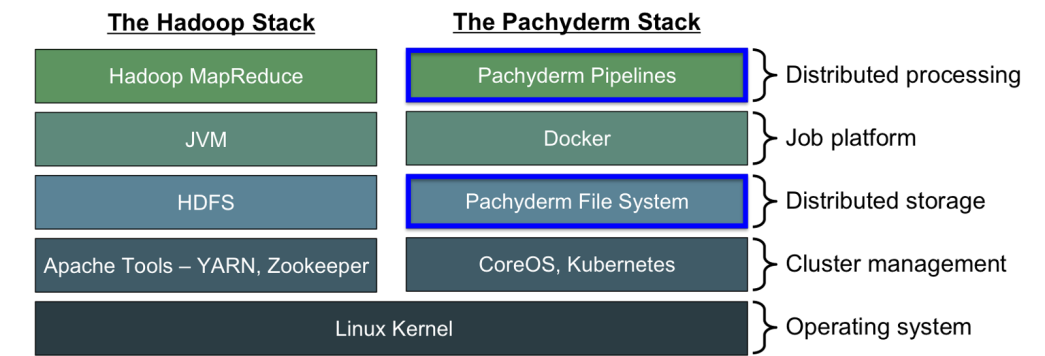 The Hadoop Stack
The Pachyderm Stack
Hadoop MapReduce
Pachyderm Pipelines
Distributed processing
JVM
Docker
Job platform
HDFS
Pachyderm File System
Distributed storage
Apache Tools – YARN, Zookeeper
CoreOS, Kubernetes
Cluster management
Linux Kernel
Operating system